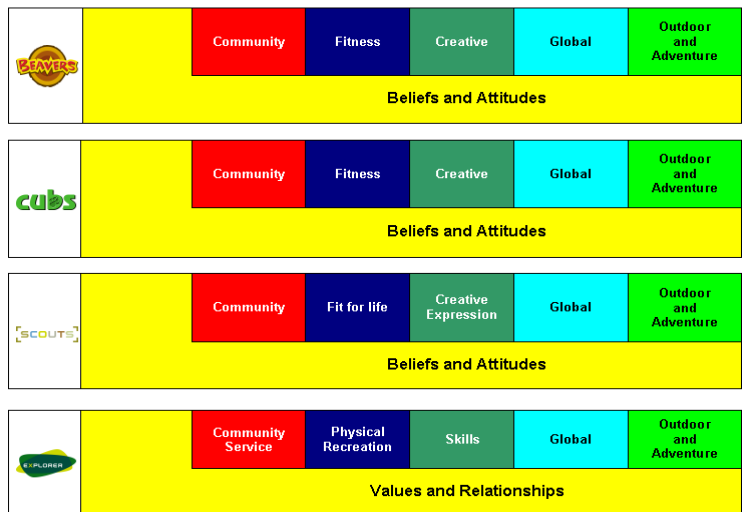 BEAVERS
Community
Fitness
Creative
Global
Outdoor
and
Adventure
Beliefs and Attitudes
cubs
Community
Fitness
Creative
Global
Outdoor
and
Adventure
Beliefs and Attitudes
[SCOUTS]
Community
Fit for life
Creative
Expression
Global
Outdoor
and
Adventure
Beliefs and Attitudes
EXPLORER
Community
Service
Physical
Recreation
Skills
Global
Outdoor
and
Adventure
Values and Relationships